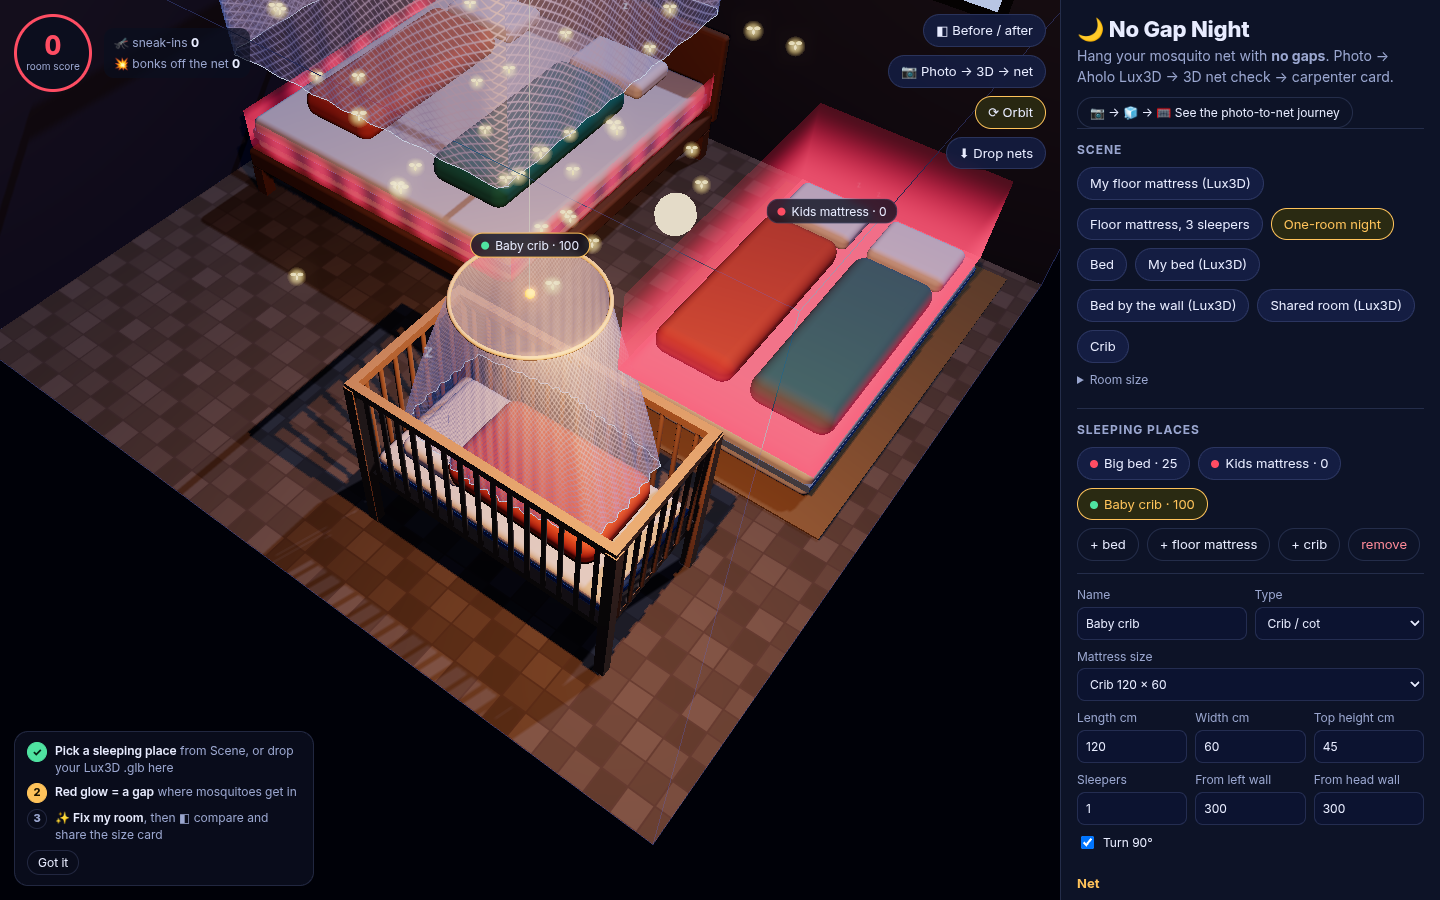 0
room score
🦟 sneak-ins 0
💥 bonks off the net 0
◧ Before / after
📷 Photo → 3D → net
⟳ Orbit
⬇ Drop nets
Kids mattress · 0
Baby crib · 100
z
✓ Pick a sleeping place from Scene, or drop
your Lux3D .glb here
2 Red glow = a gap where mosquitoes get in
3 ✨ Fix my room, then ◧ compare and
share the size card
Got it
🌙 No Gap Night
Hang your mosquito net with no gaps. Photo →
Aholo Lux3D → 3D net check → carpenter card.
📷 → 🧊 → 🥅 See the photo-to-net journey
SCENE
My floor mattress (Lux3D)
Floor mattress, 3 sleepers
One-room night
Bed
My bed (Lux3D)
Bed by the wall (Lux3D)
Shared room (Lux3D)
Crib
▶ Room size
SLEEPING PLACES
Big bed · 25
Kids mattress · 0
Baby crib · 100
+ bed
+ floor mattress
+ crib
remove
Name
Type
Baby crib
Crib / cot
Mattress size
Crib 120 × 60
Length cm
Width cm
Top height cm
120
60
45
Sleepers
From left wall
From head wall
1
300
300
Turn 90°
Net